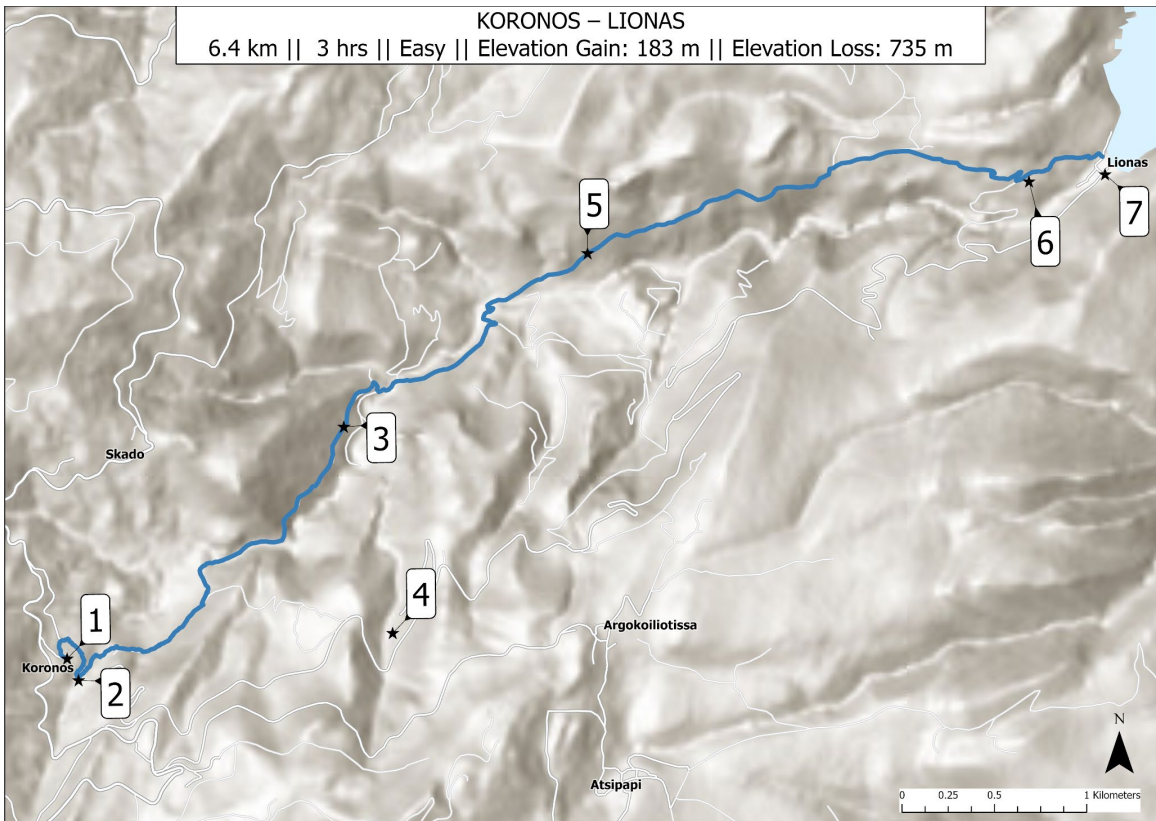 KORONOS – LIONAS
6.4 km || 3 hrs || Easy || Elevation Gain: 183 m || Elevation Loss: 735 m
Lionas
5
6
7
3
Skado
4
1
Argokoiliotissa
Koronos
2
N
Atsipapi
0 0.25 0.5 1 Kilometers